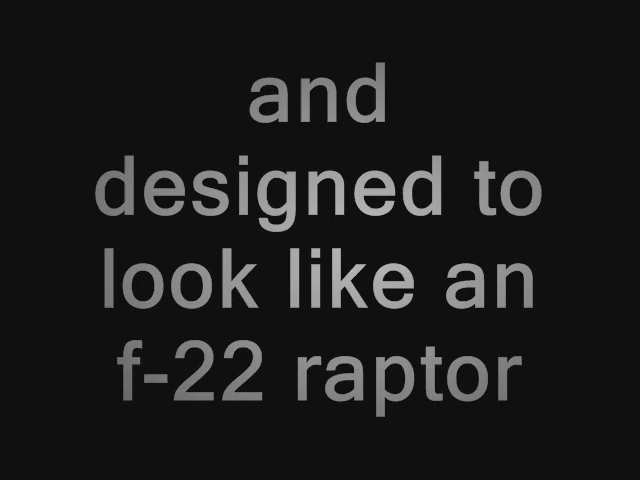 and
designed to
look like an
f-22 raptor